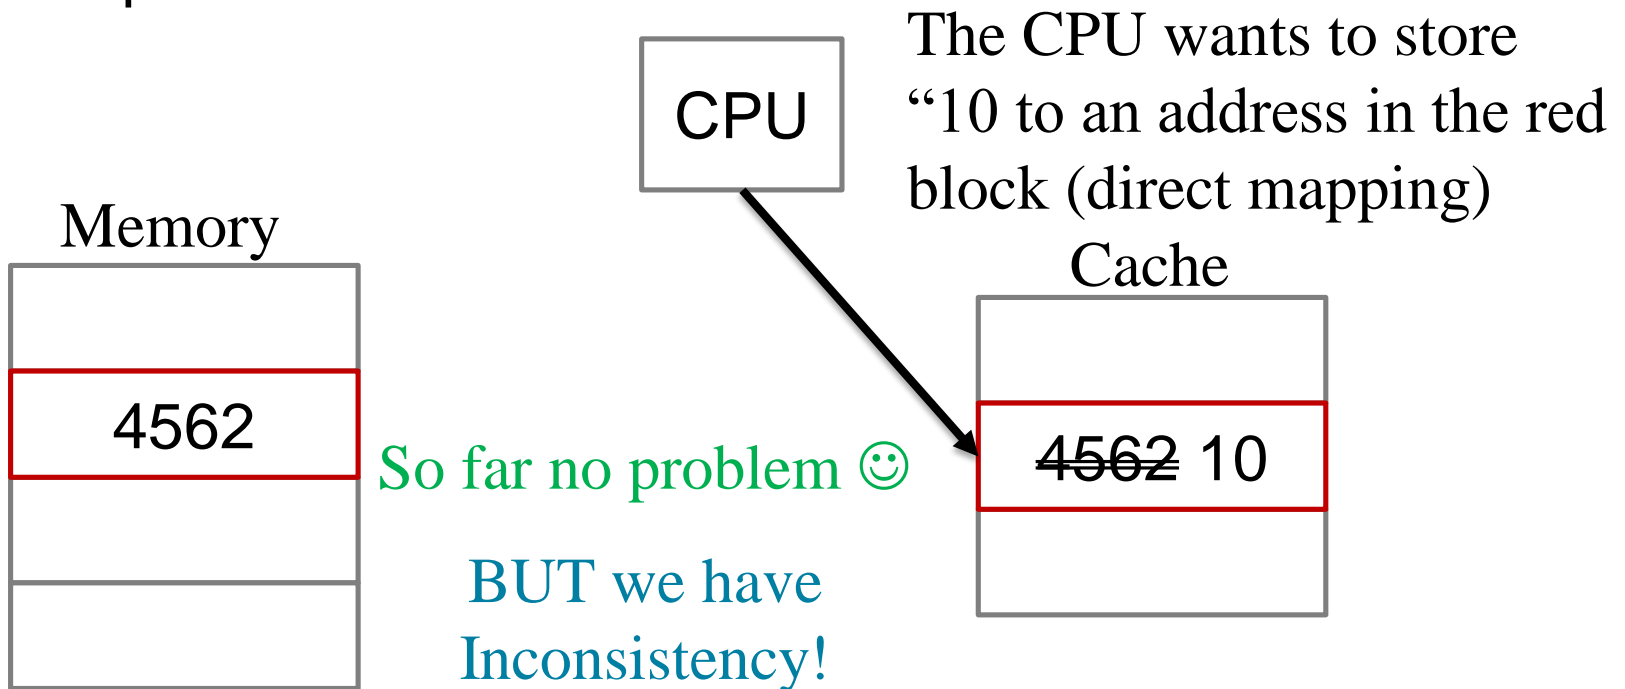 The CPU wants to store
“10 to an address in the red
block (direct mapping)
CPU
Memory
Cache
4562
4562 10
So far no problem ☺
BUT we have
Inconsistency!